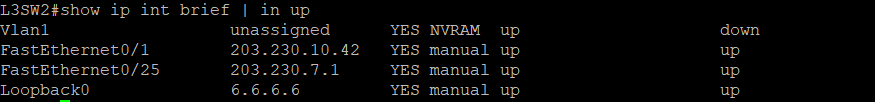 L3SW2#show ip int brief | in up
Vlan1 unassigned YES NVRAM up down
FastEthernet0/1 203.230.10.42 YES manual up up
FastEthernet0/25 203.230.7.1 YES manual up up
Loopback0 6.6.6.6 YES manual up up